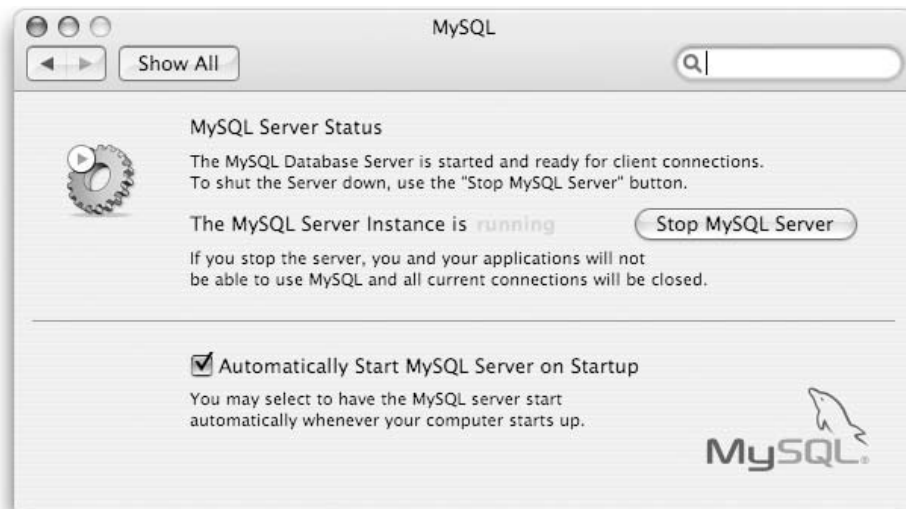 MySQL
Show All
MySQL Server Status
The MySQL Database Server is started and ready for client connections.
To shut the Server down, use the "Stop MySQL Server" button.
The MySQL Server Instance is running
Stop MySQL Server
If you stop the server, you and your applications will not
be able to use MySQL and all current connections will be closed.
Automatically Start MySQL Server on Startup
You may select to have the MySQL server start
automatically whenever your computer starts up.
MySQL®